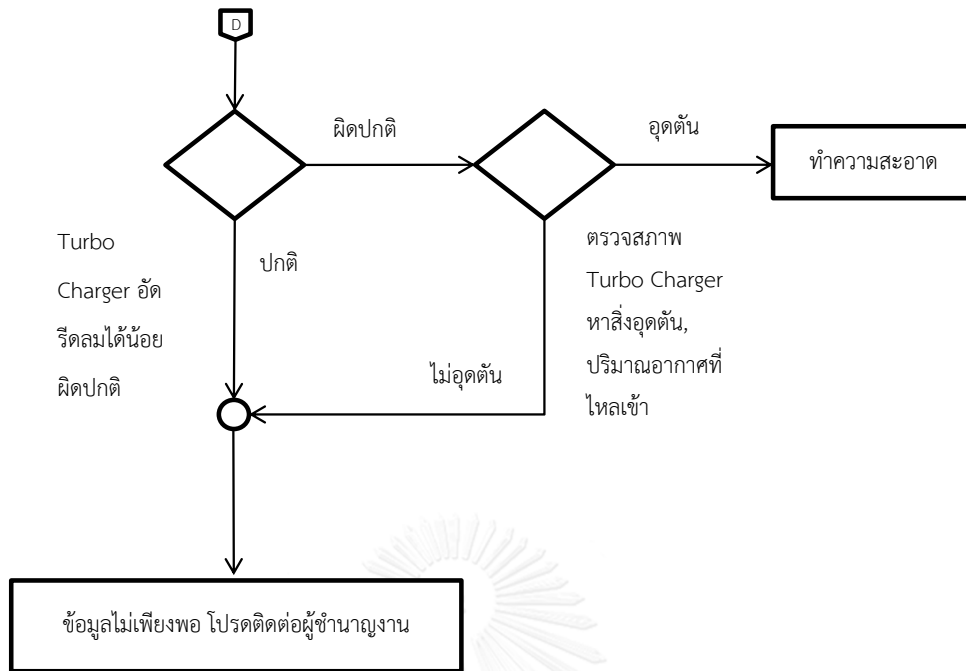 D
ผิดปกติ
อุดตัน
ทำความสะอาด
Turbo
Charger อัด
รีดลมได้น้อย
ผิดปกติ
ปกติ
ตรวจสภาพ
Turbo Charger
หาสิ่งอุดตัน,
ปริมาณอากาศที่
ไหลเข้า
ไม่อุดตัน
ข้อมูลไม่เพียงพอ โปรดติดต่อผู้ชำนาญงาน